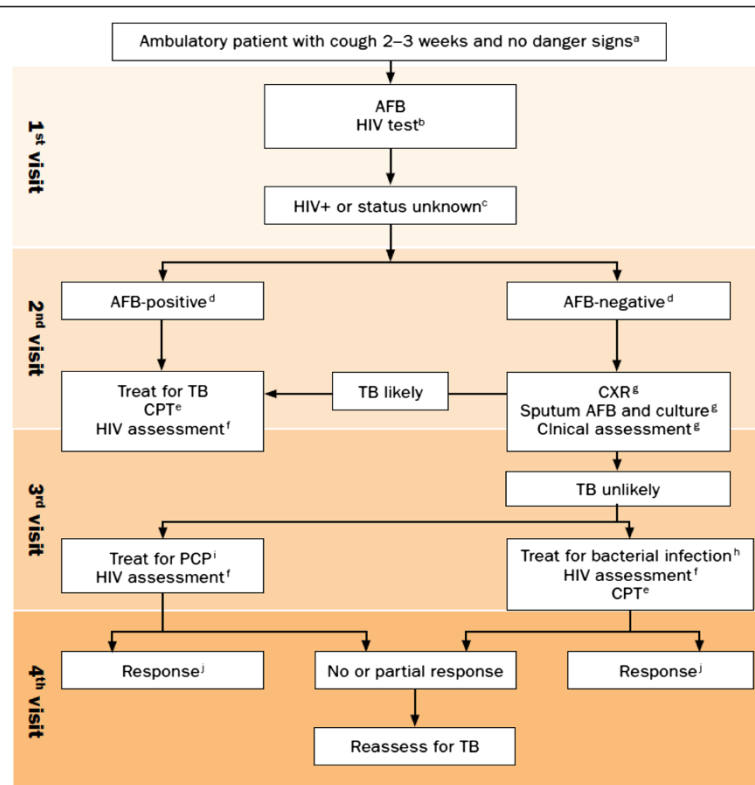 Ambulatory patient with cough 2–3 weeks and no danger signsᵃ
1st visit
AFB
HIV testᵇ
HIV+ or status unknownᶜ
2nd visit
AFB-positiveᵈ
AFB-negativeᵈ
Treat for TB
CPTᵉ
HIV assessmentᶠ
TB likely
CXRᵍ
Sputum AFB and cultureᵍ
Clnical assessmentᵍ
3rd visit
TB unlikely
Treat for PCPⁱ
HIV assessmentᶠ
Treat for bacterial infectionʰ
HIV assessmentᶠ
CPTᵉ
4th visit
Responseʲ
No or partial response
Responseʲ
Reassess for TB